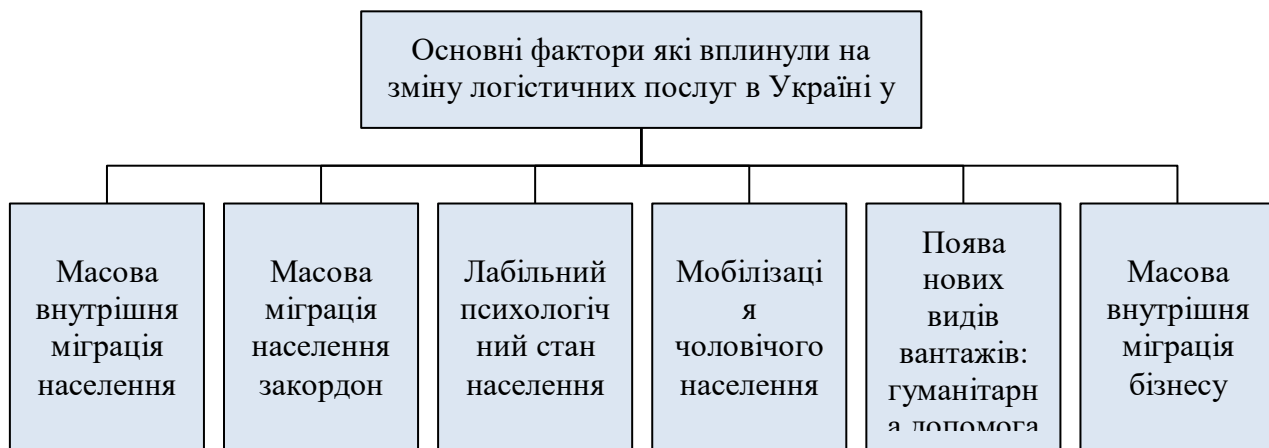 Основні фактори які вплинули на
зміну логістичних послуг в Україні у
Масова
внутрішня
міграція
населення
Масова
міграція
населення
закордон
Лабільний
психологіч
ний стан
населення
Мобілізаці
я
чоловічого
населення
Поява
нових
видів
вантажів:
гуманітарн
а допомога
Масова
внутрішня
міграція
бізнесу